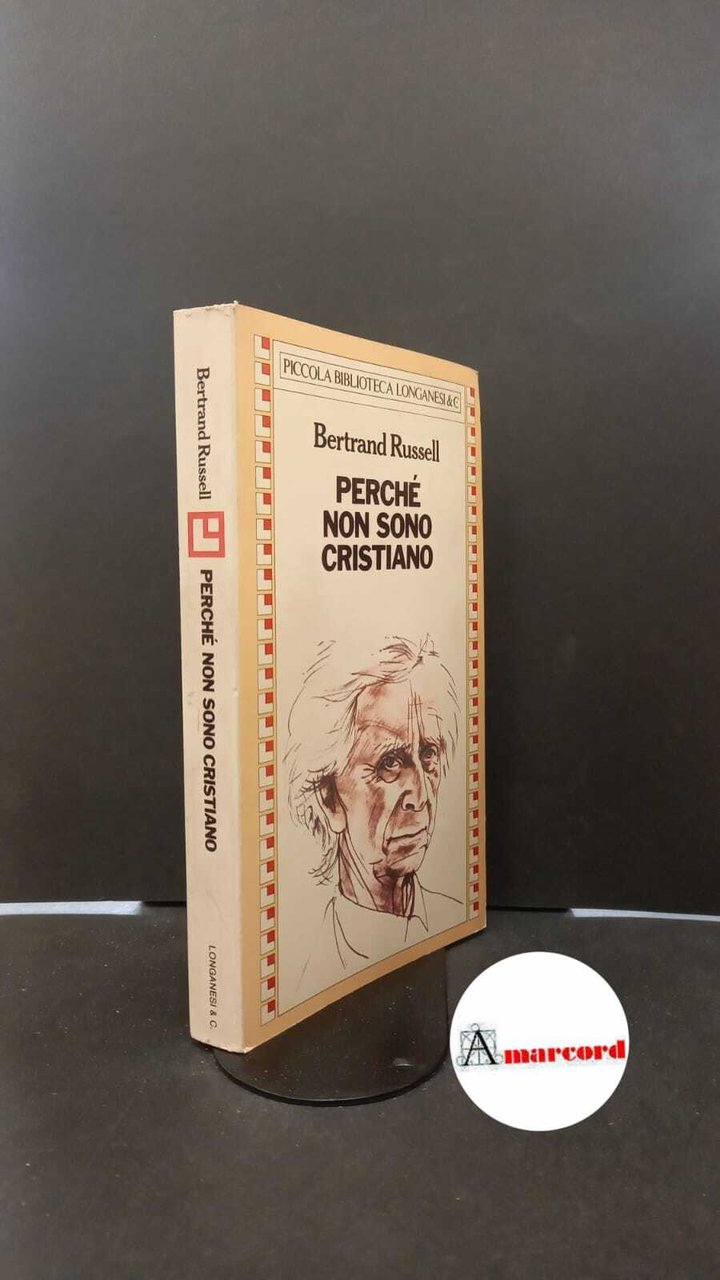 Bertrand Russell
PERCHÉ NON SONO CRISTIANO
LONGANESI & C.
PICCOLA BIBLIOTECA LONGANESI & C.
Bertrand Russell
PERCHÉ
NON SONO
CRISTIANO
Amarcord